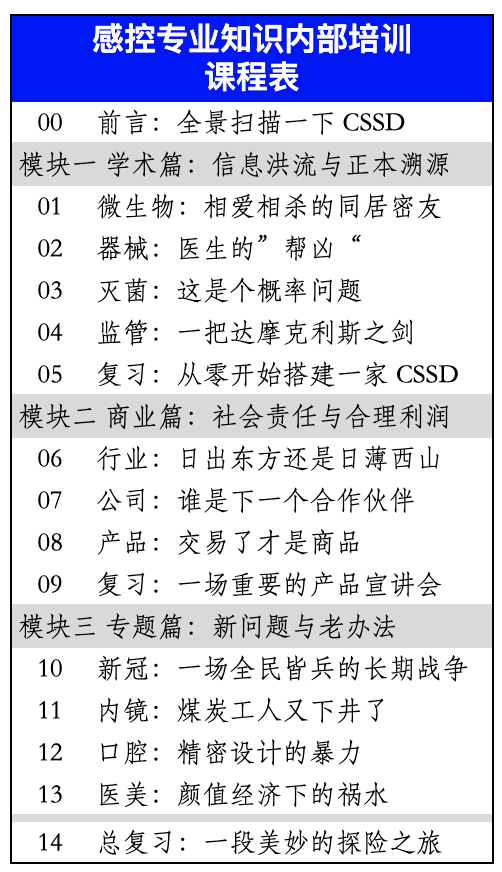 感控专业知识内部培训
课程表
00 前言：全景扫描一下 CSSD
模块一 学术篇：信息洪流与正本溯源
01 微生物：相爱相杀的同居密友
02 器械：医生的”帮凶“
03 灭菌：这是个概率问题
04 监管：一把达摩克利斯之剑
05 复习：从零开始搭建一家 CSSD
模块二 商业篇：社会责任与合理利润
06 行业：日出东方还是日薄西山
07 公司：谁是下一个合作伙伴
08 产品：交易了才是商品
09 复习：一场重要的产品宣讲会
模块三 专题篇：新问题与老办法
10 新冠：一场全民皆兵的长期战争
11 内镜：煤炭工人又下井了
12 口腔：精密设计的暴力
13 医美：颜值经济下的祸水
14 总复习：一段美妙的探险之旅